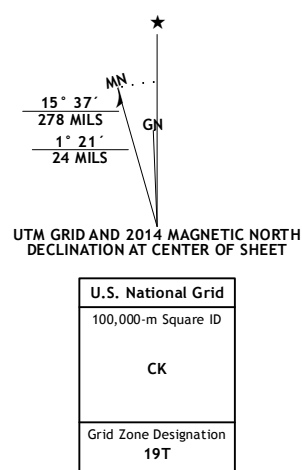 ★
MN
GN
15° 37´
278 MILS
1° 21´
24 MILS
UTM GRID AND 2014 MAGNETIC NORTH
DECLINATION AT CENTER OF SHEET
U.S. National Grid
100,000-m Square ID
CK
Grid Zone Designation
19T